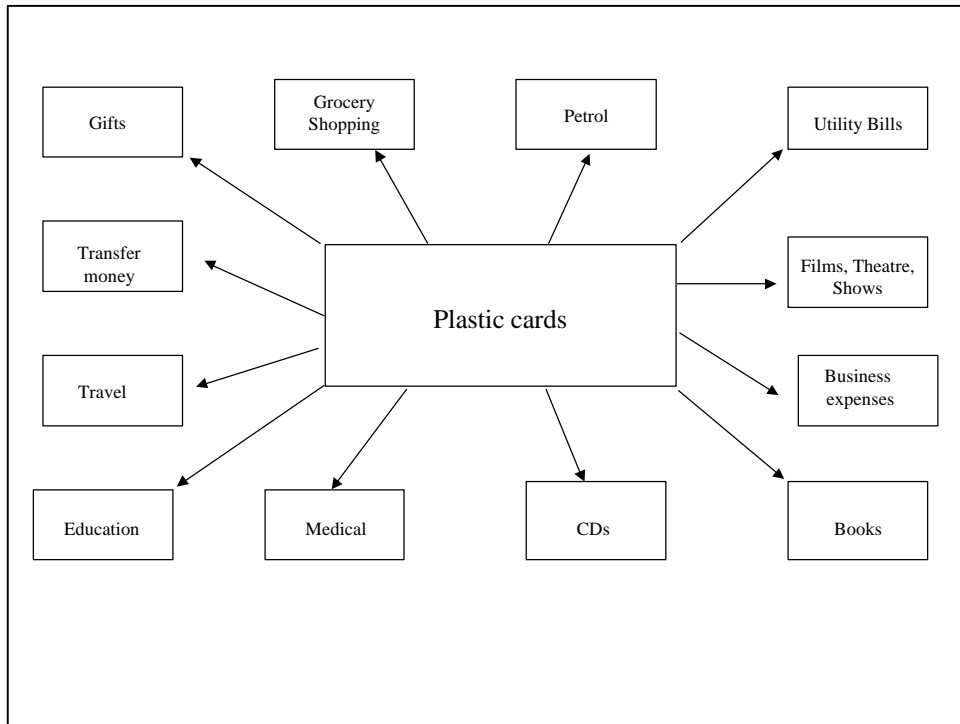 Gifts
Grocery
Shopping
Petrol
Utility Bills
Transfer
money
Films, Theatre,
Shows
Plastic cards
Travel
Business
expenses
Education
Medical
CDs
Books